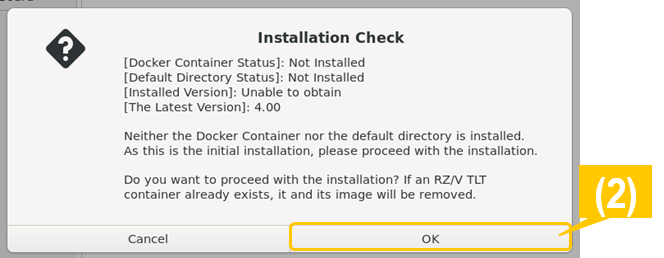 Installation Check
[Docker Container Status]: Not Installed
[Default Directory Status]: Not Installed
[Installed Version]: Unable to obtain
[The Latest Version]: 4.00
Neither the Docker Container nor the default directory is installed.
As this is the initial installation, please proceed with the installation.
Do you want to proceed with the installation? If an RZ/V TLT
container already exists, it and its image will be removed.
Cancel
OK
(2)